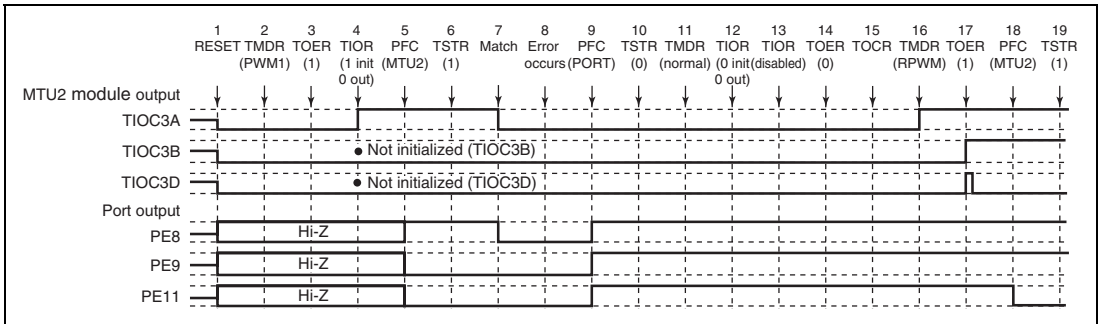 1 2 3 4 5 6 7 8 9 10 11 12 13 14 15 16 17 18 19
RESET TMDR TOER TIOR PFC TSTR Match Error PFC TSTR TMDR TIOR TIOR TOER TOCR TMDR TOER PFC TSTR
(PWM1) (1) (1 init (MTU2) (1) occurs (PORT) (0) (normal) (0 init (disabled) (0) (RPWM) (1) (MTU2) (1)
0 out) 0 out)
MTU2 module output
TIOC3A
TIOC3B • Not initialized (TIOC3B)
TIOC3D • Not initialized (TIOC3D)
Port output
PE8 Hi-Z
PE9 Hi-Z
PE11 Hi-Z